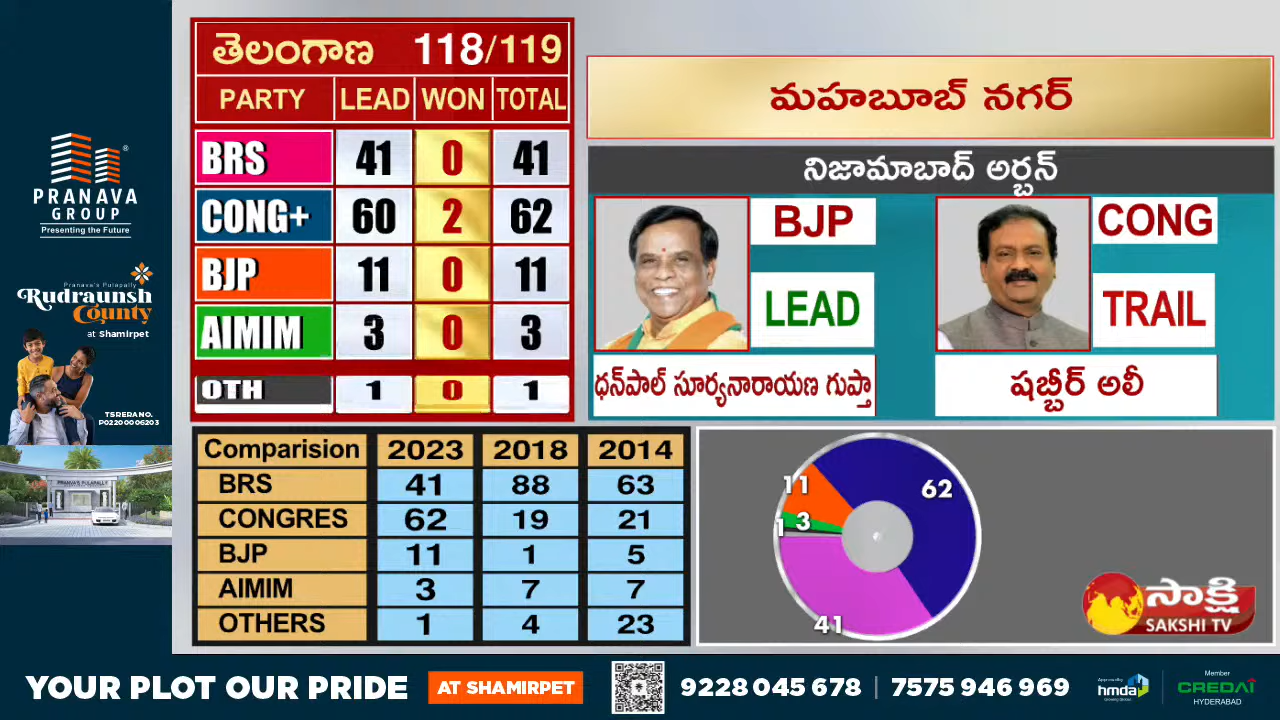 PRANAVA
GROUP
Presenting the Future
Pranava's Pulapally
Rudraunsh
County
at Shamirpet
TSRERA NO.
P02200006203
తెలంగాణ 118/119
PARTY LEAD WON TOTAL
BRS 41 0 41
CONG+ 60 2 62
BJP 11 0 11
AIMIM 3 0 3
OTH 1 0 1
మహబూబ్ నగర్
నిజామాబాద్ అర్బన్
BJP
LEAD
ధన్‌పాల్ సూర్యనారాయణ గుప్తా
CONG
TRAIL
షబ్బీర్ అలీ
Comparision 2023 2018 2014
BRS 41 88 63
CONGRES 62 19 21
BJP 11 1 5
AIMIM 3 7 7
OTHERS 1 4 23
11
62
1 3
41
సాక్షి
SAKSHI TV
YOUR PLOT OUR PRIDE AT SHAMIRPET 9228 045 678 | 7575 946 969
Approved by
hmda
Member
CREDAI
HYDERABAD